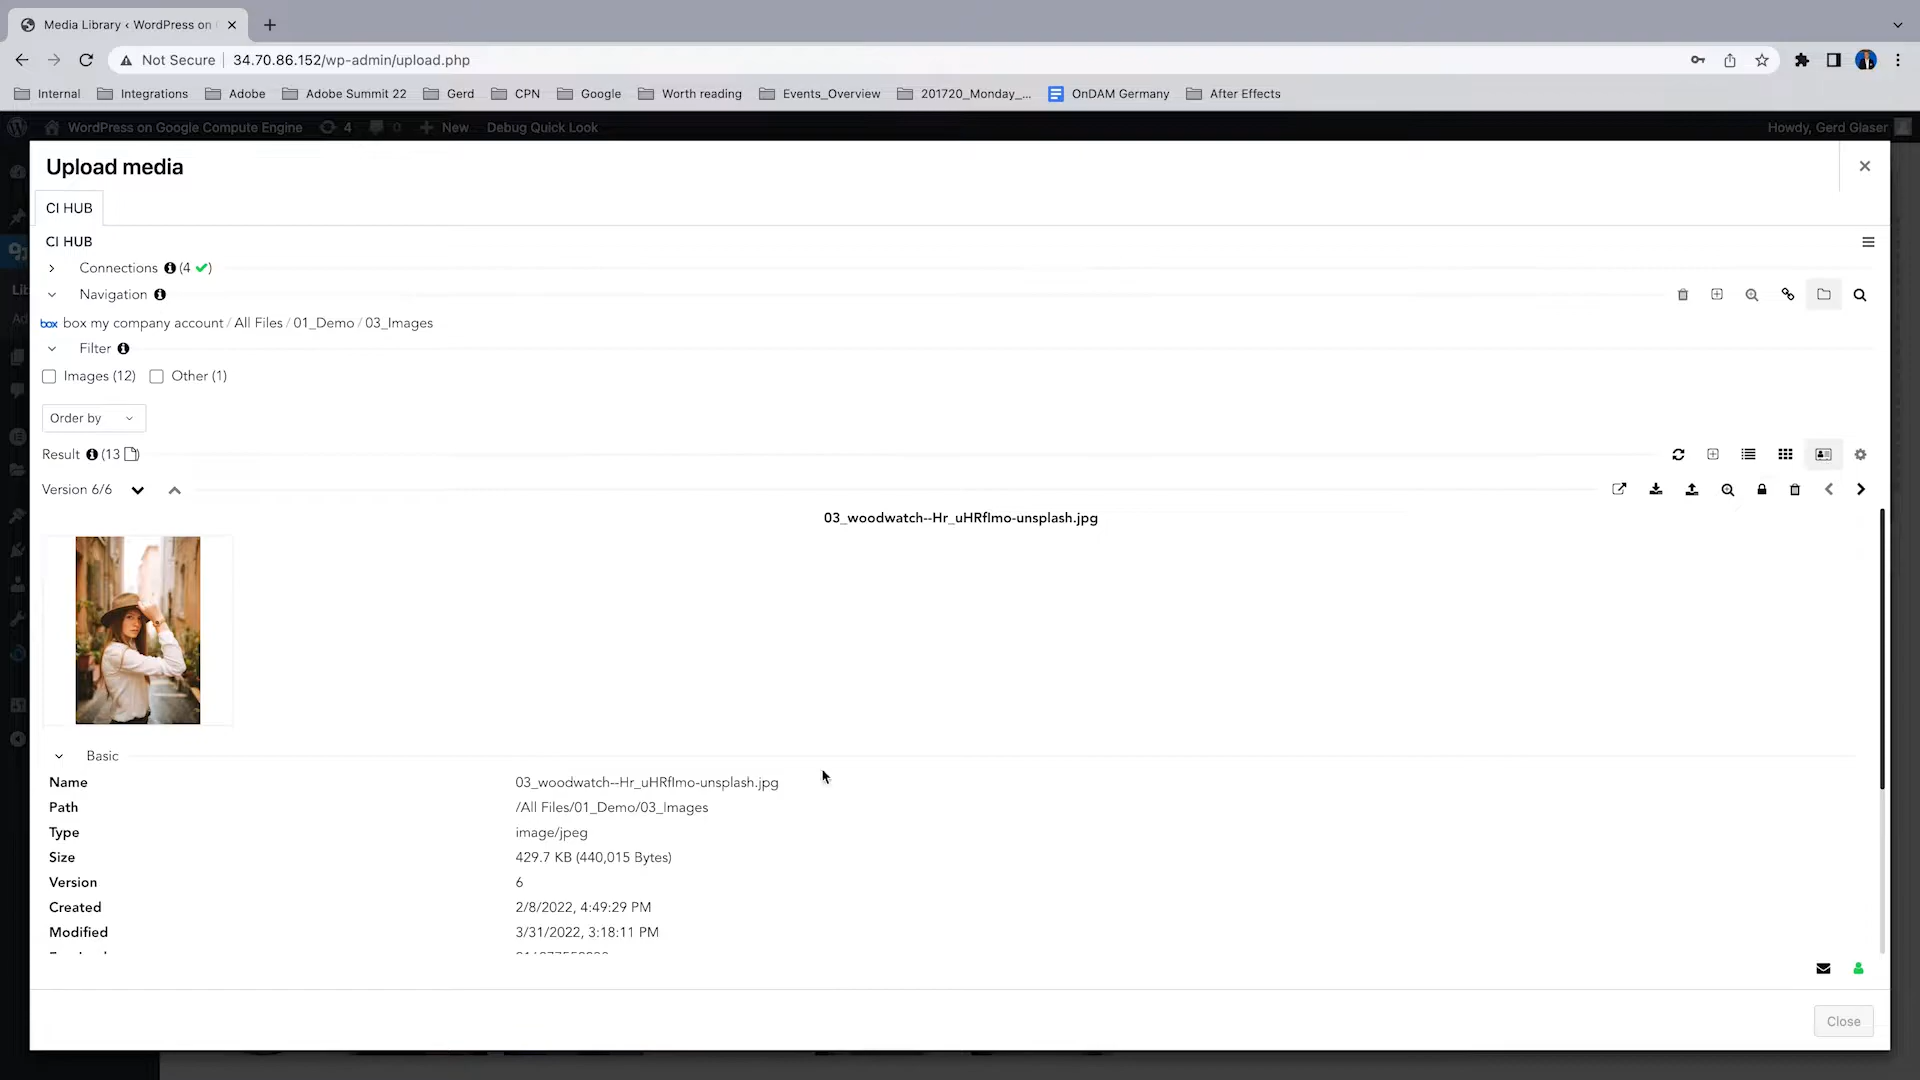 Media Library ‹ WordPress on
Not Secure 34.70.86.152/wp-admin/upload.php
Internal Integrations Adobe Adobe Summit 22 Gerd CPN Google Worth reading Events_Overview 201720_Monday_... OnDAM Germany After Effects
WordPress on Google Compute Engine 4 0 New Debug Quick Look Howdy, Gerd Glaser
Upload media
CI HUB
CI HUB
Connections (4 )
Navigation
box box my company account / All Files / 01_Demo / 03_Images
Filter
Images (12) Other (1)
Order by
Result (13 )
Version 6/6
03_woodwatch--Hr_uHRfImo-unsplash.jpg
Basic
Name 03_woodwatch--Hr_uHRfImo-unsplash.jpg
Path /All Files/01_Demo/03_Images
Type image/jpeg
Size 429.7 KB (440,015 Bytes)
Version 6
Created 2/8/2022, 4:49:29 PM
Modified 3/31/2022, 3:18:11 PM
Close